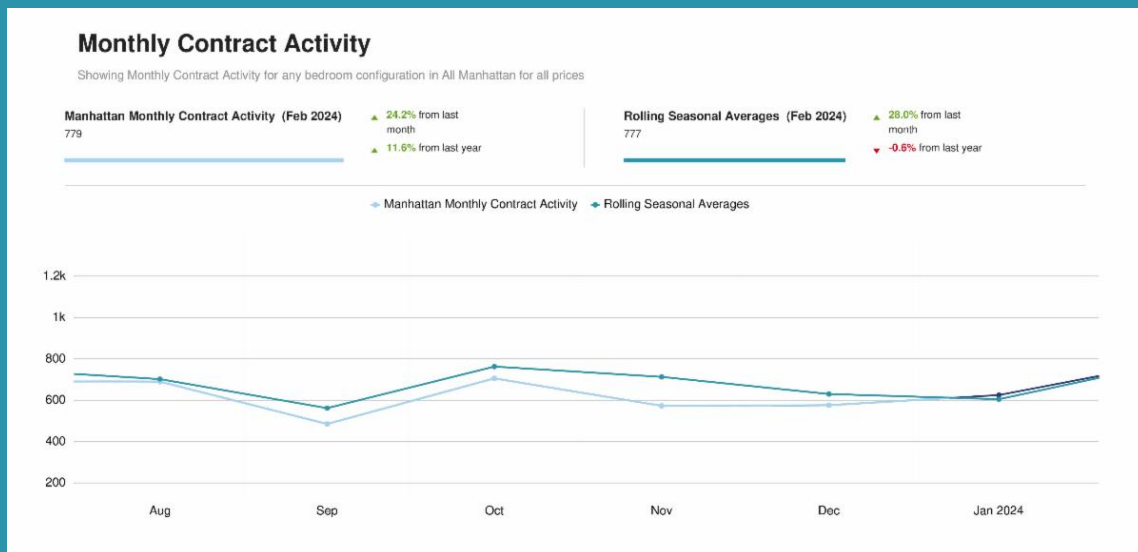 Monthly Contract Activity
Showing Monthly Contract Activity for any bedroom configuration in All Manhattan for all prices
Manhattan Monthly Contract Activity (Feb 2024)
779
24.2% from last
month
11.6% from last year
Rolling Seasonal Averages (Feb 2024)
777
28.0% from last
month
-0.6% from last year
Manhattan Monthly Contract Activity
Rolling Seasonal Averages
1.2k
1k
800
600
400
200
Aug
Sep
Oct
Nov
Dec
Jan 2024